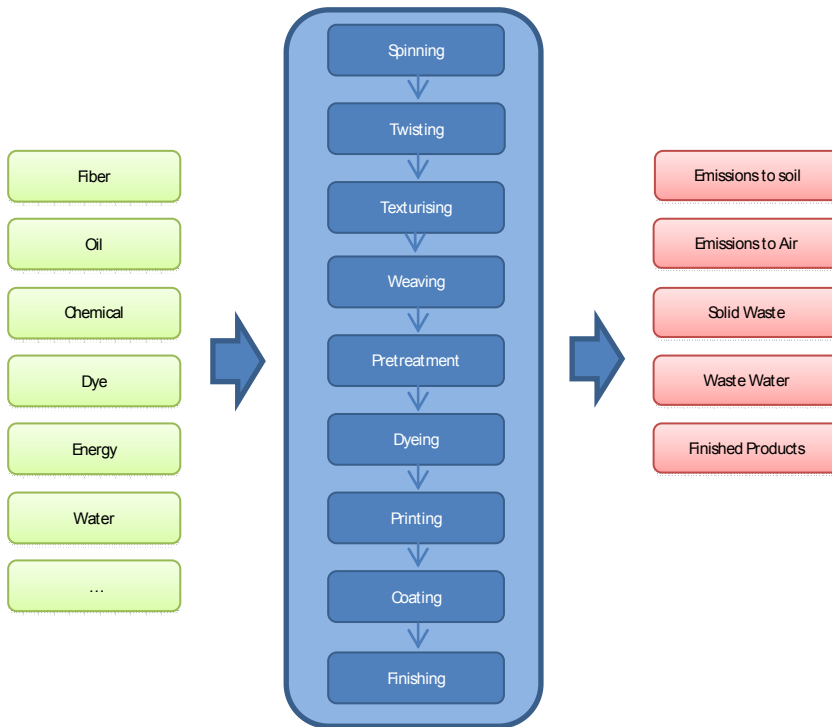 Fiber
Oil
Chemical
Dye
Energy
Water
...
Spinning
Twisting
Texturising
Weaving
Pretreatment
Dyeing
Printing
Coating
Finishing
Emissions to soil
Emissions to Air
Solid Waste
Waste Water
Finished Products